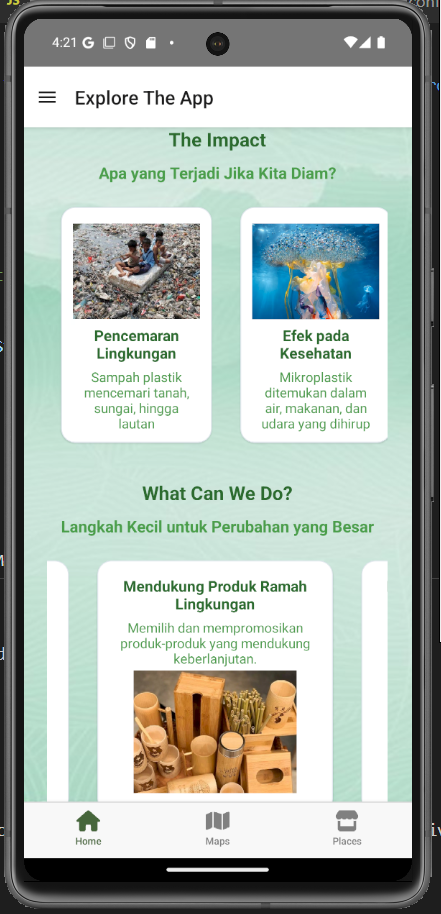 4:21
Explore The App
The Impact
Apa yang Terjadi Jika Kita Diam?
Pencemaran
Lingkungan
Sampah plastik
mencemari tanah,
sungai, hingga
lautan
Efek pada
Kesehatan
Mikroplastik
ditemukan dalam
air, makanan, dan
udara yang dihirup
What Can We Do?
Langkah Kecil untuk Perubahan yang Besar
Mendukung Produk Ramah
Lingkungan
Memilih dan mempromosikan
produk-produk yang mendukung
keberlanjutan.
Home
Maps
Places